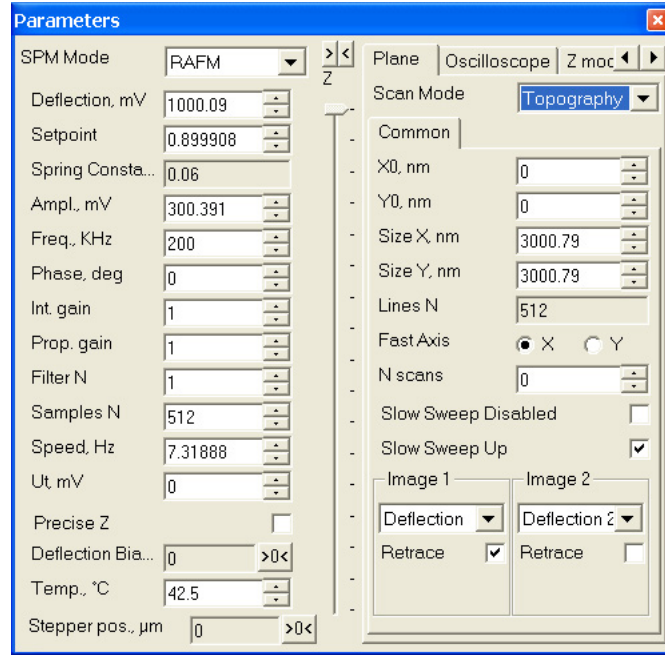 Parameters
SPM Mode RAFM
> <
Z
Deflection, mV 1000.09
Setpoint 0.899908
Spring Consta... 0.06
Ampl., mV 300.391
Freq., KHz 200
Phase, deg 0
Int. gain 1
Prop. gain 1
Filter N 1
Samples N 512
Speed, Hz 7.31888
Ut, mV 0
Precise Z
Deflection Bia... 0 >0<
Temp., °C 42.5
Stepper pos., µm 0 >0<
Plane Oscilloscope Z moc
Scan Mode Topography
Common
X0, nm 0
Y0, nm 0
Size X, nm 3000.79
Size Y, nm 3000.79
Lines N 512
Fast Axis X Y
N scans 0
Slow Sweep Disabled
Slow Sweep Up
Image 1 Image 2
Deflection Deflection 2
Retrace Retrace